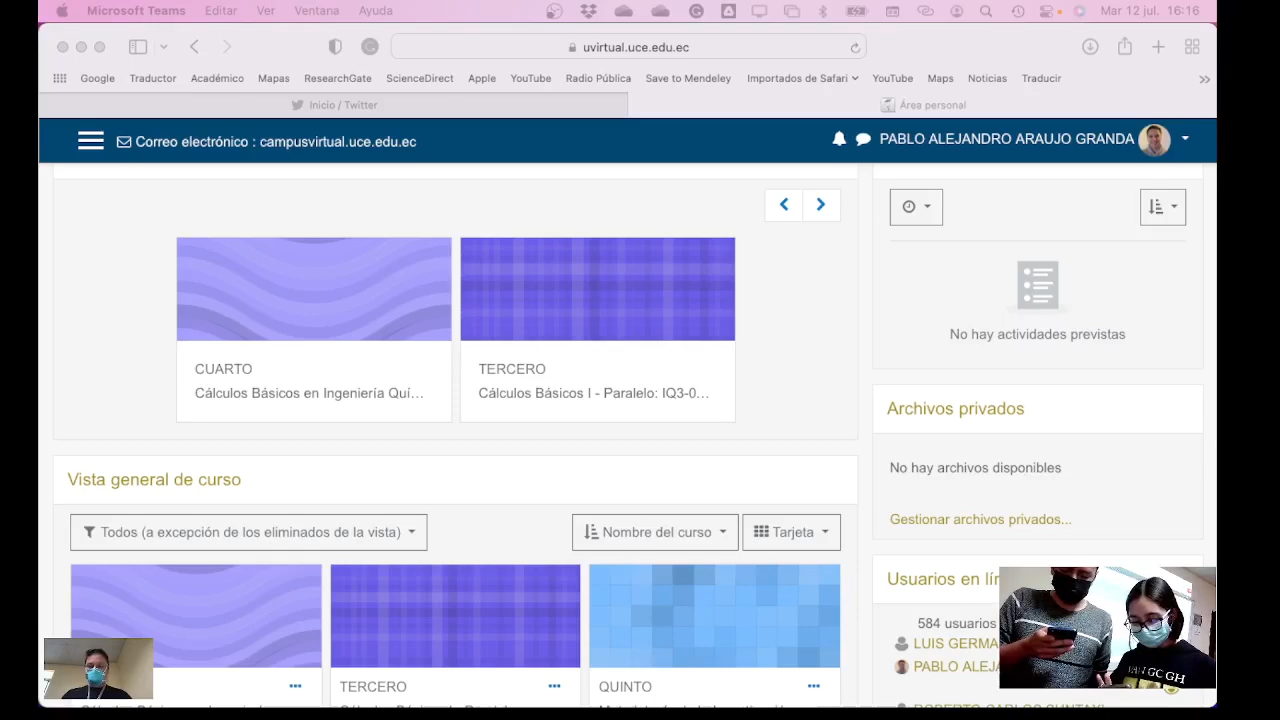 Microsoft Teams Editar Ver Ventana Ayuda Mar 12 jul. 16:16
uvirtual.uce.edu.ec
Google Traductor Académico Mapas ResearchGate ScienceDirect Apple YouTube Radio Pública Save to Mendeley Importados de Safari YouTube Maps Noticias Traducir
Inicio / Twitter
Área personal
Correo electrónico : campusvirtual.uce.edu.ec
PABLO ALEJANDRO ARAUJO GRANDA
CUARTO
Cálculos Básicos en Ingeniería Quí…
TERCERO
Cálculos Básicos I - Paralelo: IQ3-0…
No hay actividades previstas
Archivos privados
No hay archivos disponibles
Gestionar archivos privados...
Vista general de curso
Todos (a excepción de los eliminados de la vista)
Nombre del curso
Tarjeta
TERCERO
QUINTO
Usuarios en lín
584 usuarios
LUIS GERMA
PABLO ALEJA